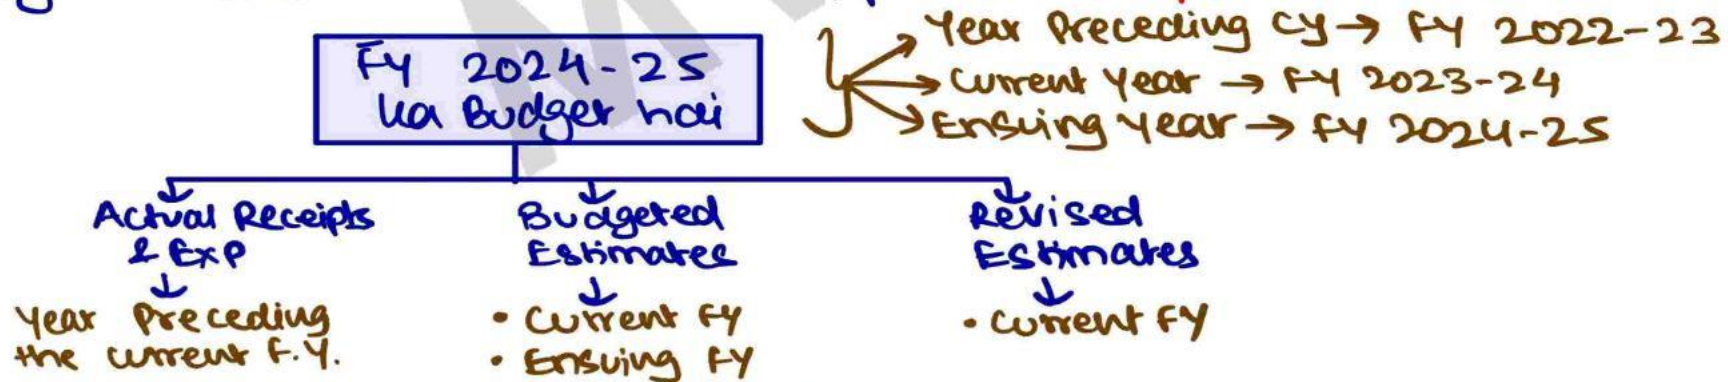 FY 2024-25
ka Budget hai
Year Preceding CY → FY 2022-23
Current Year → FY 2023-24
Ensuing Year → FY 2024-25
Actual Receipts
& Exp
Year Preceding
the current F.Y.
Budgeted
Estimates
• Current FY
• Ensuing FY
Revised
Estimates
• Current FY